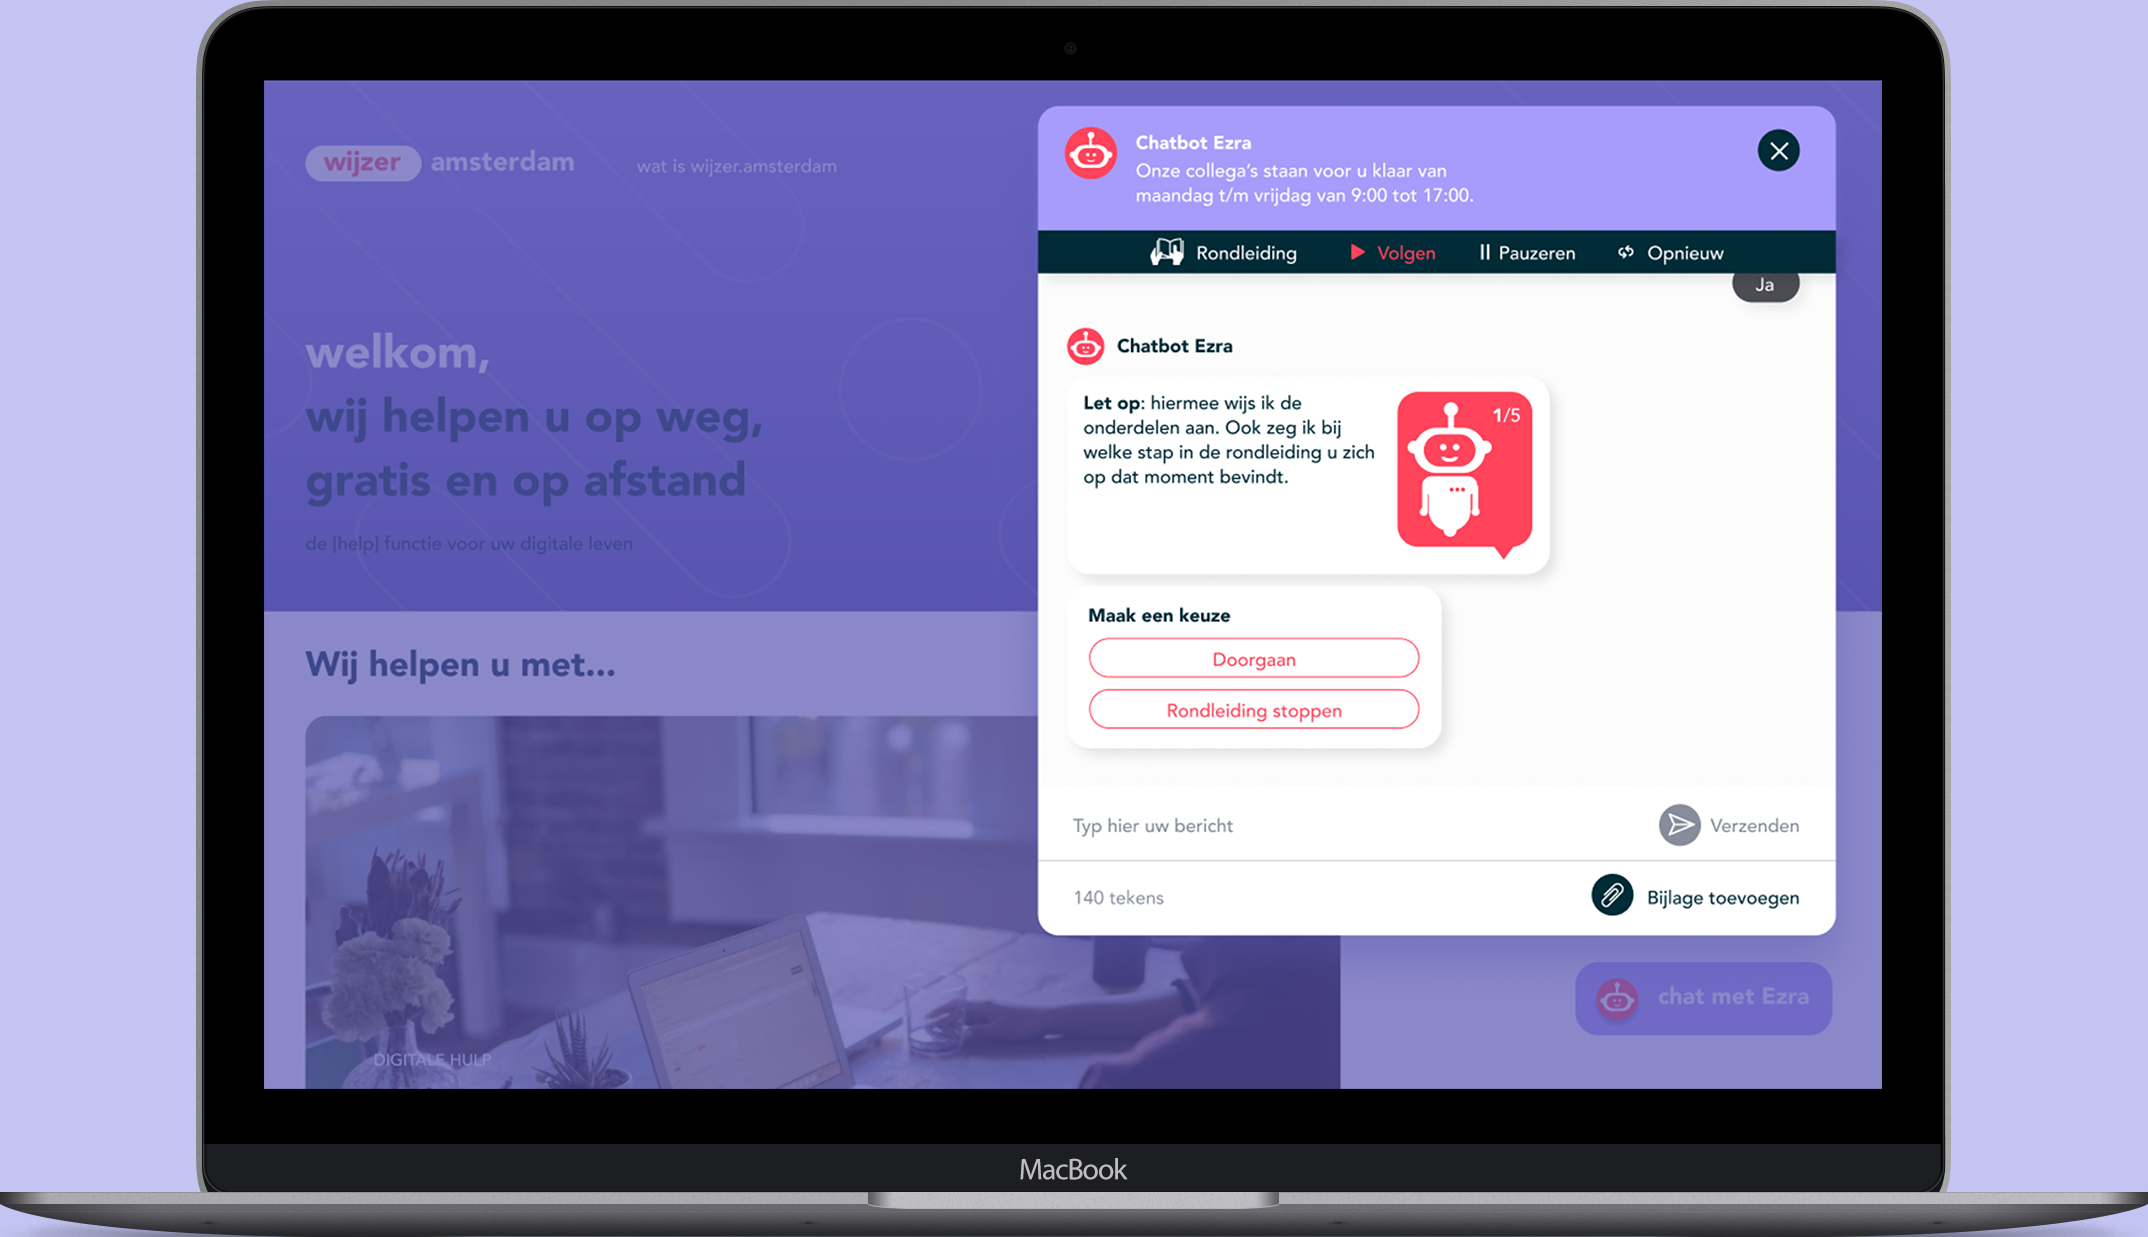 wijzer amsterdam
wat is wijzer.amsterdam
welkom,
wij helpen u op weg,
gratis en op afstand
de [help] functie voor uw digitale leven
Wij helpen u met...
DIGITALE HULP
Chatbot Ezra
Onze collega's staan voor u klaar van
maandag t/m vrijdag van 9:00 tot 17:00.
Rondleiding
Volgen
Pauzeren
Opnieuw
Ja
Chatbot Ezra
Let op: hiermee wijs ik de
onderdelen aan. Ook zeg ik bij
welke stap in de rondleiding u zich
op dat moment bevindt.
1/5
Maak een keuze
Doorgaan
Rondleiding stoppen
Typ hier uw bericht
Verzenden
140 tekens
Bijlage toevoegen
chat met Ezra
MacBook